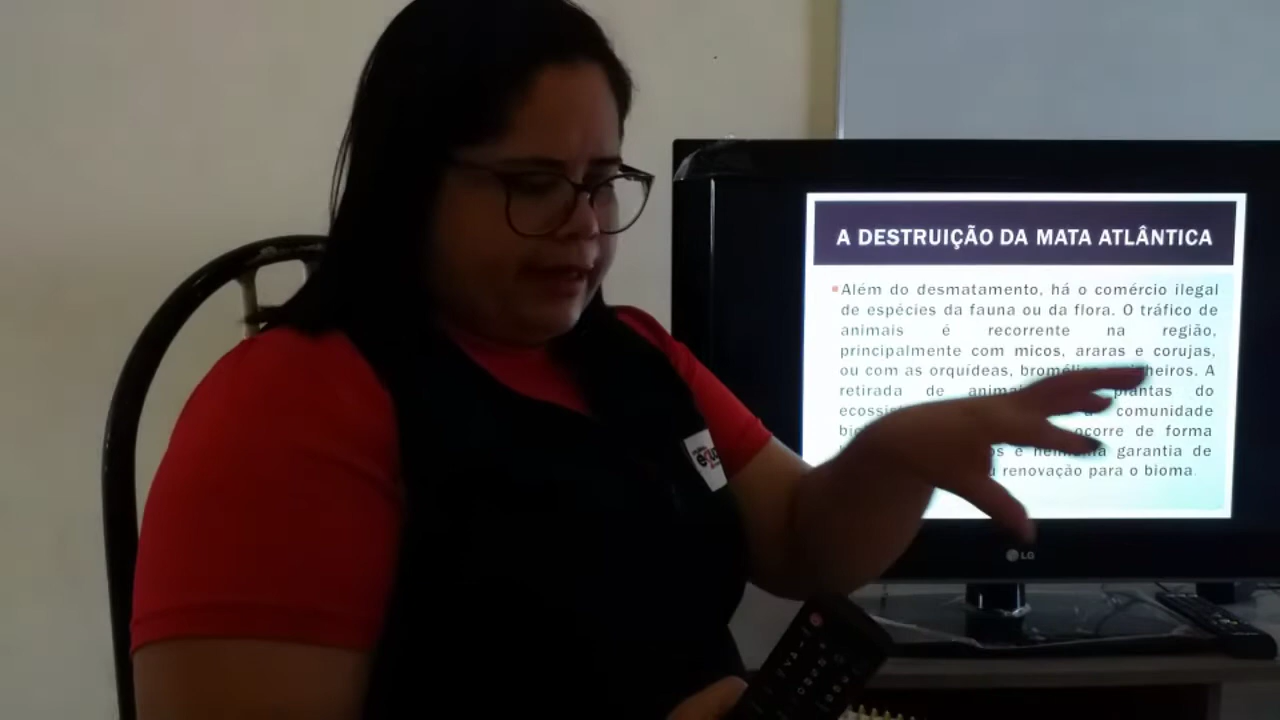 A DESTRUIÇÃO DA MATA ATLÂNTICA
Além do desmatamento, há o comércio ilegal
de espécies da fauna ou da flora. O tráfico de
animais é recorrente na região,
principalmente com micos, araras e corujas,
ou com as orquídeas, A
retirada de plantas do
comunidade
ocorre de forma
e garantia de
renovação para o bioma.
LG